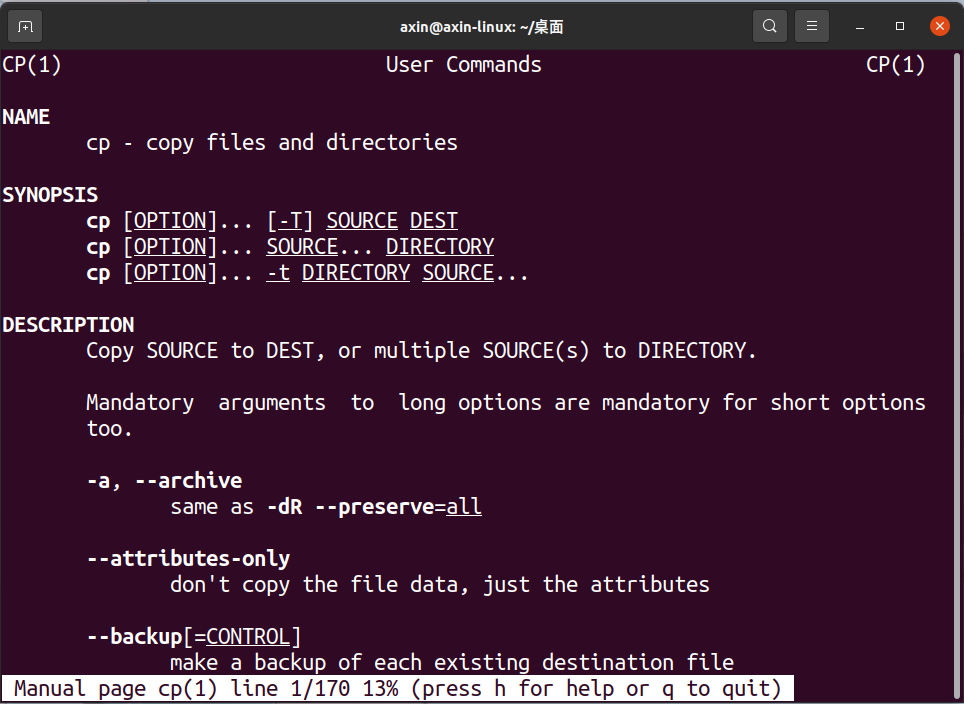 axin@axin-linux: ~/桌面
CP(1) User Commands CP(1)
NAME
cp - copy files and directories
SYNOPSIS
cp [OPTION]... [-T] SOURCE DEST
cp [OPTION]... SOURCE... DIRECTORY
cp [OPTION]... -t DIRECTORY SOURCE...
DESCRIPTION
Copy SOURCE to DEST, or multiple SOURCE(s) to DIRECTORY.
Mandatory arguments to long options are mandatory for short options
too.
-a, --archive
same as -dR --preserve=all
--attributes-only
don't copy the file data, just the attributes
--backup[=CONTROL]
make a backup of each existing destination file
Manual page cp(1) line 1/170 13% (press h for help or q to quit)